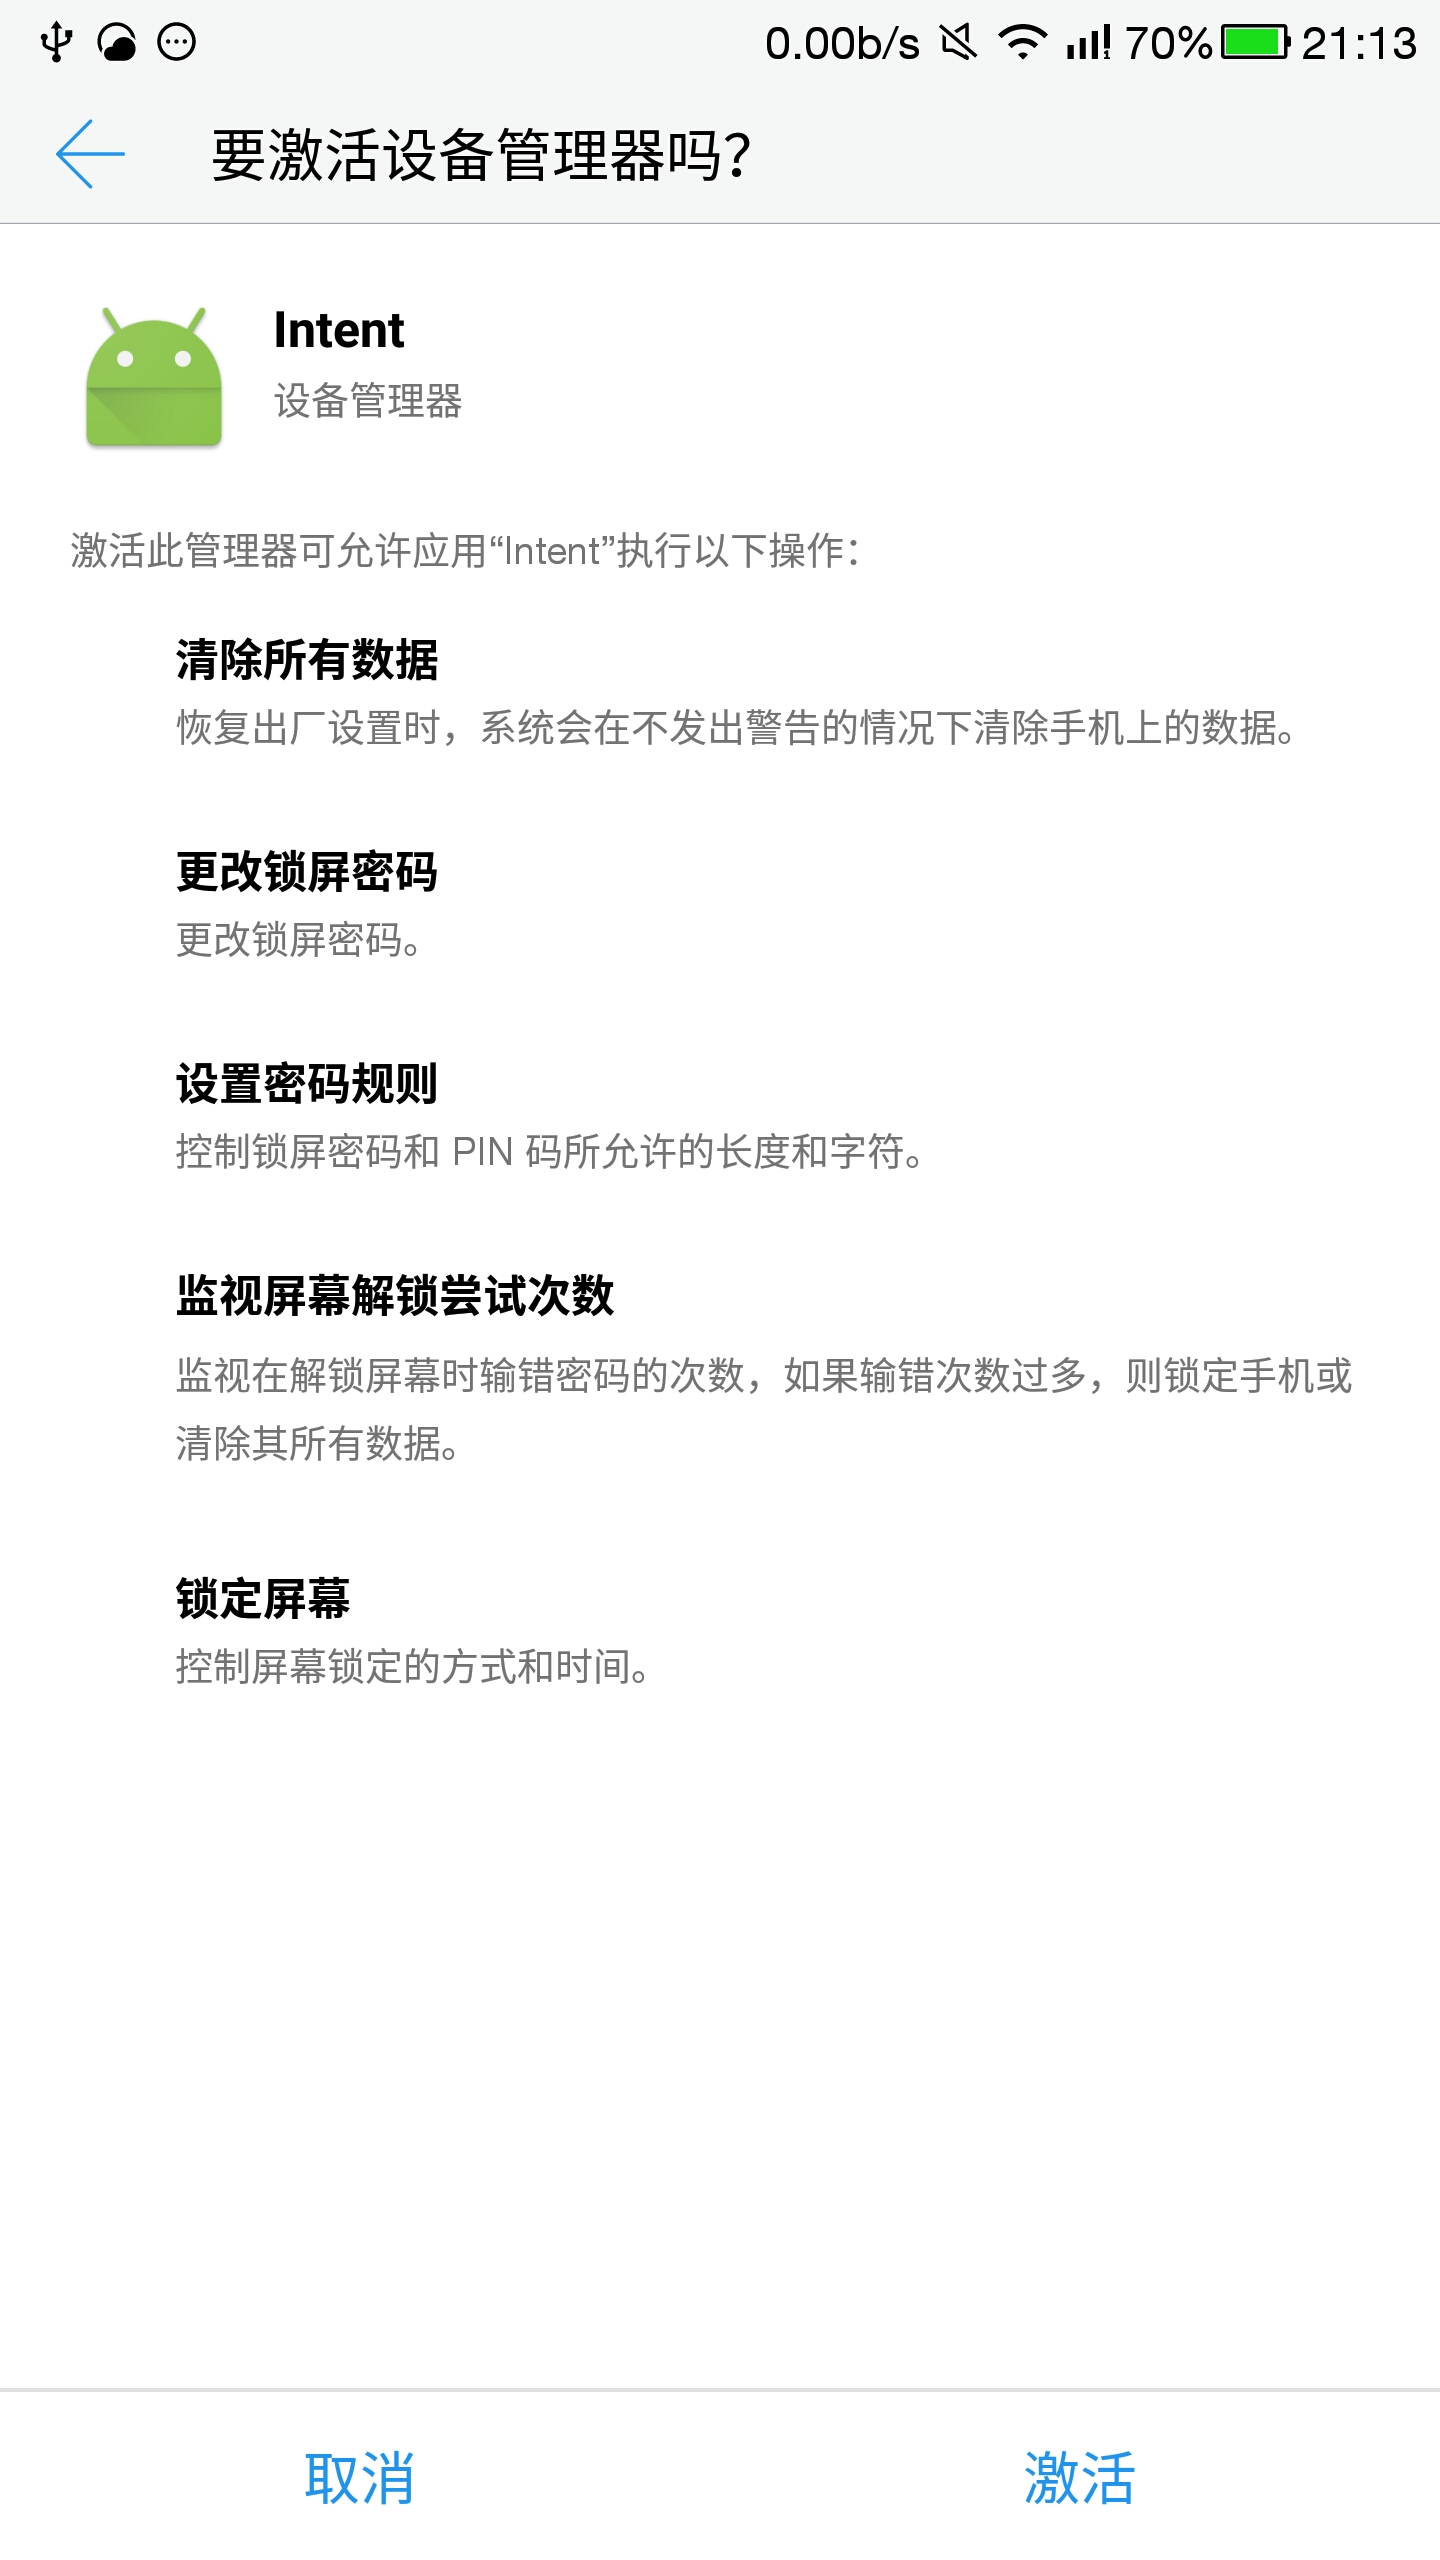 0.00b/s 70% 21:13
要激活设备管理器吗?
Intent
设备管理器
激活此管理器可允许应用“Intent”执行以下操作：
清除所有数据
恢复出厂设置时，系统会在不发出警告的情况下清除手机上的数据。
更改锁屏密码
更改锁屏密码。
设置密码规则
控制锁屏密码和 PIN 码所允许的长度和字符。
监视屏幕解锁尝试次数
监视在解锁屏幕时输错密码的次数，如果输错次数过多，则锁定手机或
清除其所有数据。
锁定屏幕
控制屏幕锁定的方式和时间。
取消 激活